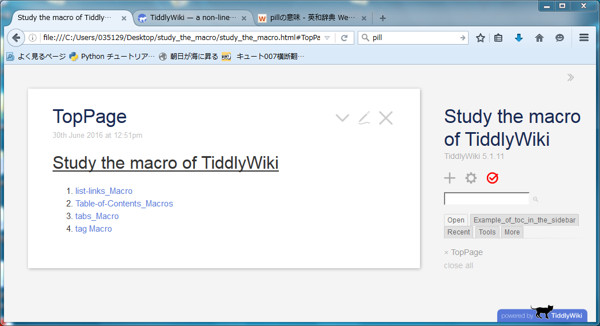 Study the macro of Tiddly...
TiddlyWiki — a non-line...
pillの意味 - 英和辞典 We...
file:///C:/Users/035129/Desktop/study_the_macro/study_the_macro.html#TopPa
pill
よく見るページ
Python チュートリア...
朝日が海に昇る
キュート007横断翻...
TopPage
30th June 2016 at 12:51pm
Study the macro of TiddlyWiki
1. list-links_Macro
2. Table-of-Contents_Macros
3. tabs_Macro
4. tag Macro
Study the macro
of TiddlyWiki
TiddlyWiki 5.1.11
Open
Example_of_toc_in_the_sidebar
Recent
Tools
More
× TopPage
close all
powered by TiddlyWiki